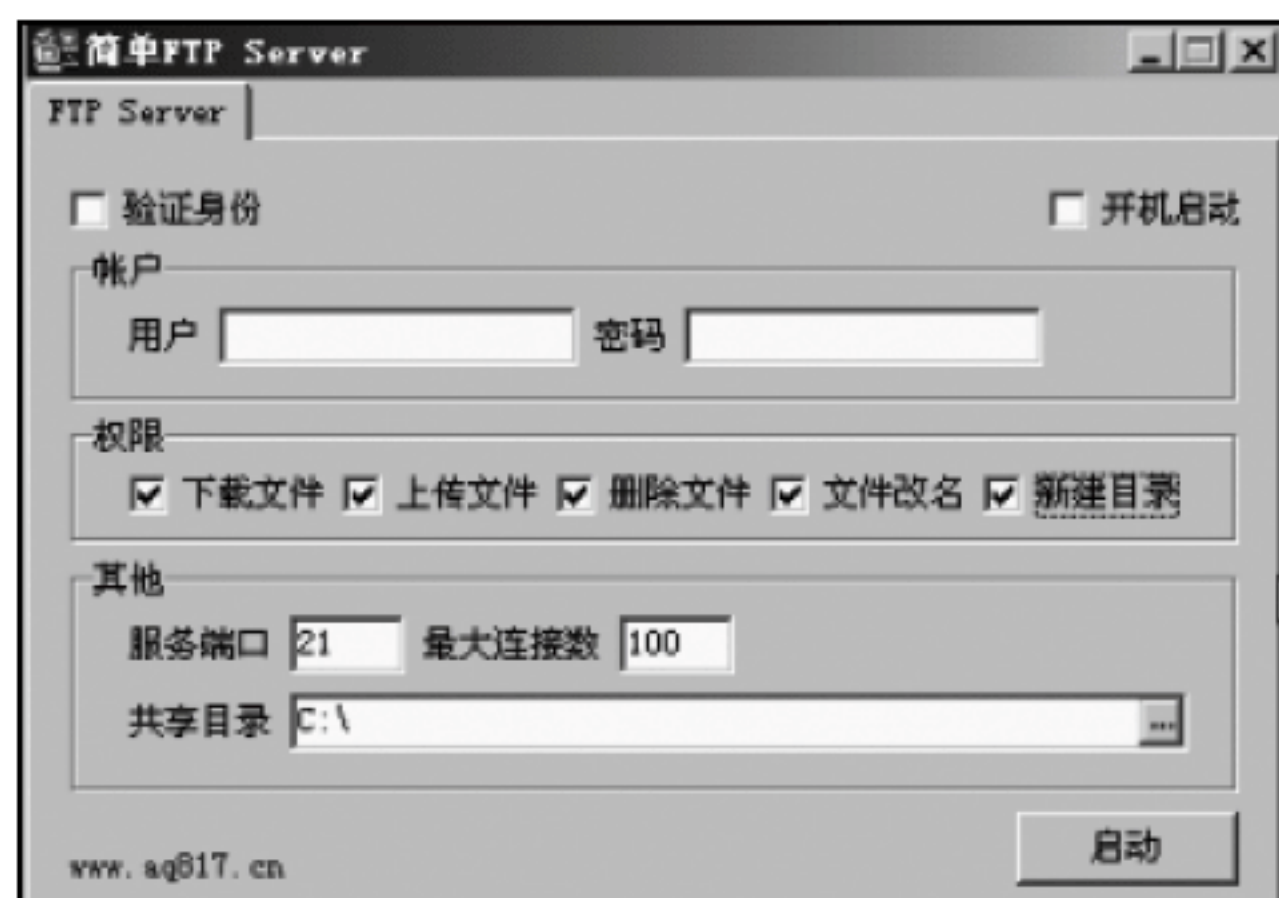 简单FTP Server
FTP Server
验证身份 开机启动
帐户
用户 密码
权限
下载文件 上传文件 删除文件 文件改名 新建目录
其他
服务端口 21 最大连接数 100
共享目录 C:\ ...
www.aq817.cn 启动